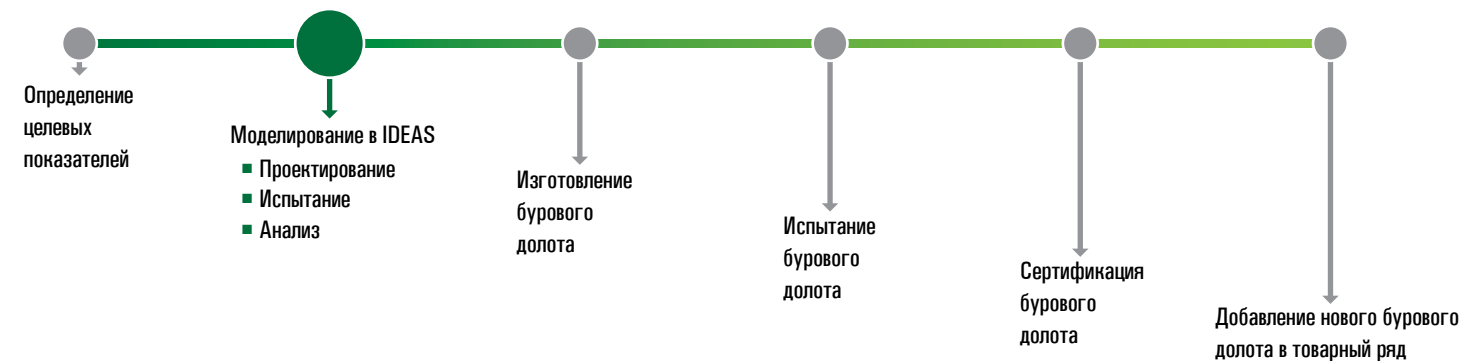 Определение
целевых
показателей
Моделирование в IDEAS
Проектирование
Испытание
Анализ
Изготовление
бурового
долота
Испытание
бурового
долота
Сертификация
бурового
долота
Добавление нового бурового
долота в товарный ряд